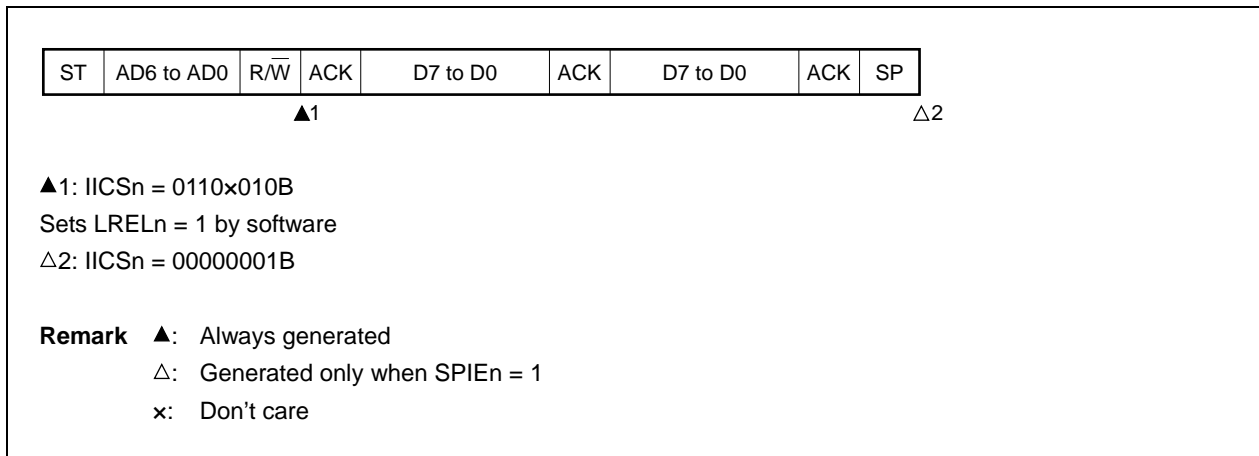 ST AD6 to AD0 R/W̅ ACK D7 to D0 ACK D7 to D0 ACK SP
▲1 △2
▲1: IICSn = 0110×010B
Sets LRELn = 1 by software
△2: IICSn = 00000001B
Remark ▲: Always generated
△: Generated only when SPIEn = 1
×: Don't care